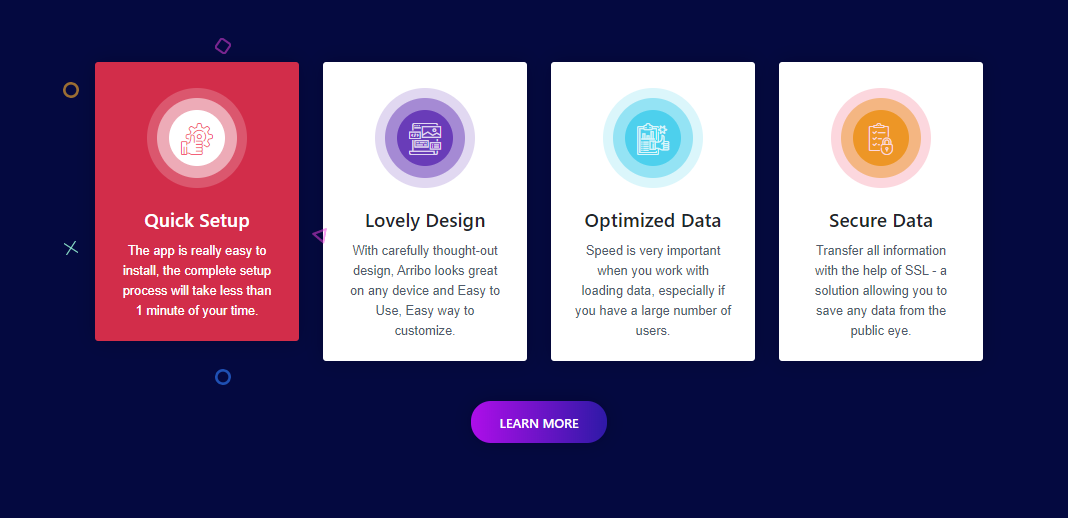 Quick Setup
The app is really easy to
install, the complete setup
process will take less than
1 minute of your time.
Lovely Design
With carefully thought-out
design, Arribo looks great
on any device and Easy to
Use, Easy way to
customize.
Optimized Data
Speed is very important
when you work with
loading data, especially if
you have a large number of
users.
Secure Data
Transfer all information
with the help of SSL - a
solution allowing you to
save any data from the
public eye.
LEARN MORE